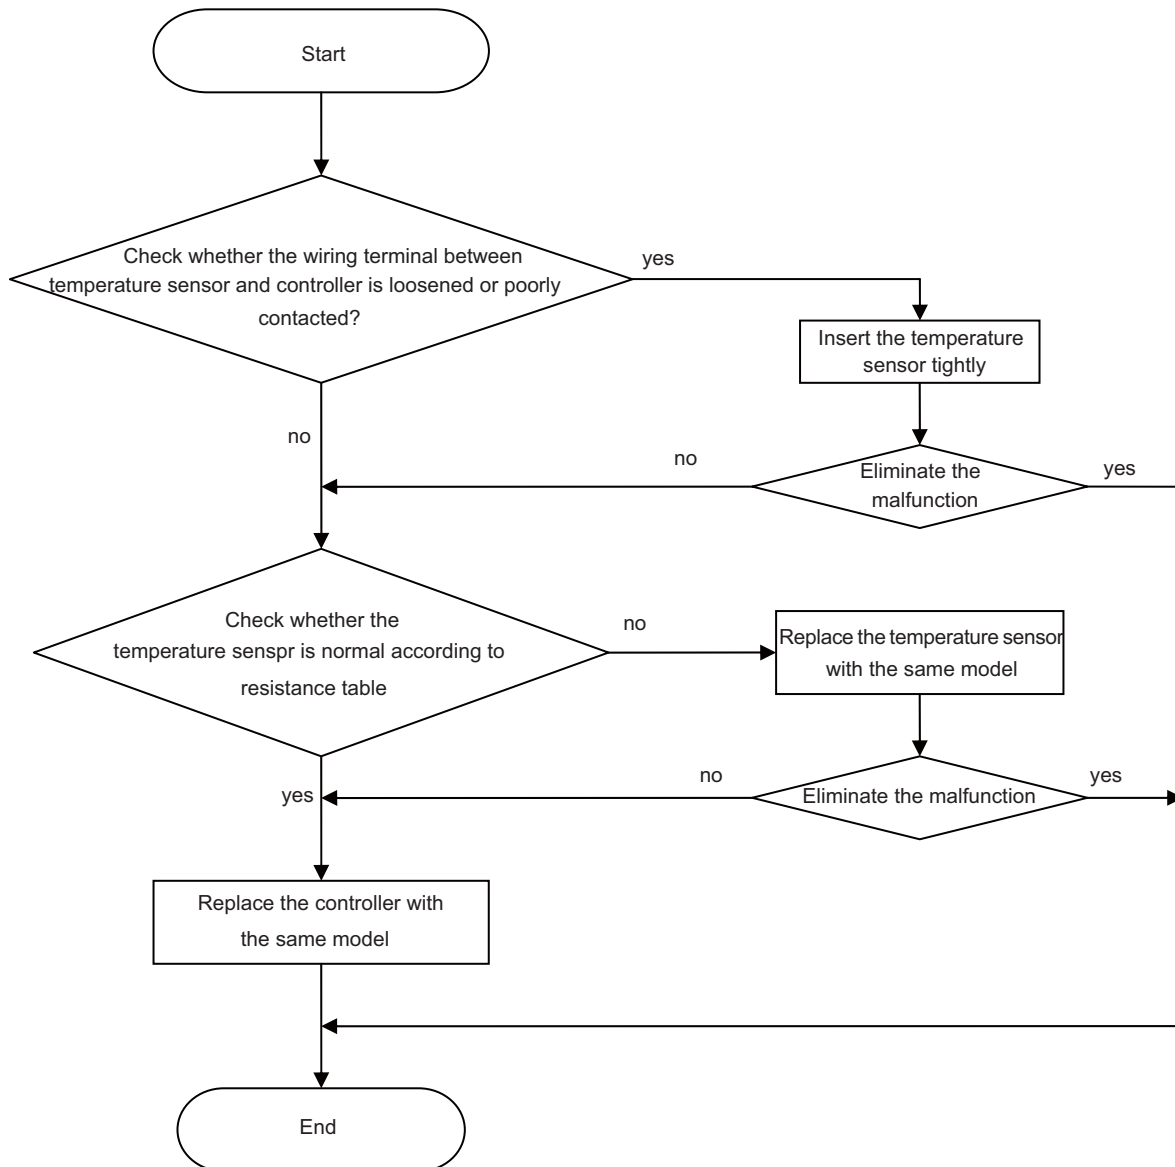 Start
Check whether the wiring terminal between
temperature sensor and controller is loosened or poorly
contacted?
yes
Insert the temperature
sensor tightly
no
no
Eliminate the
malfunction
yes
Check whether the
temperature senspr is normal according to
resistance table
no
Replace the temperature sensor
with the same model
yes
no
Eliminate the malfunction
yes
Replace the controller with
the same model
End